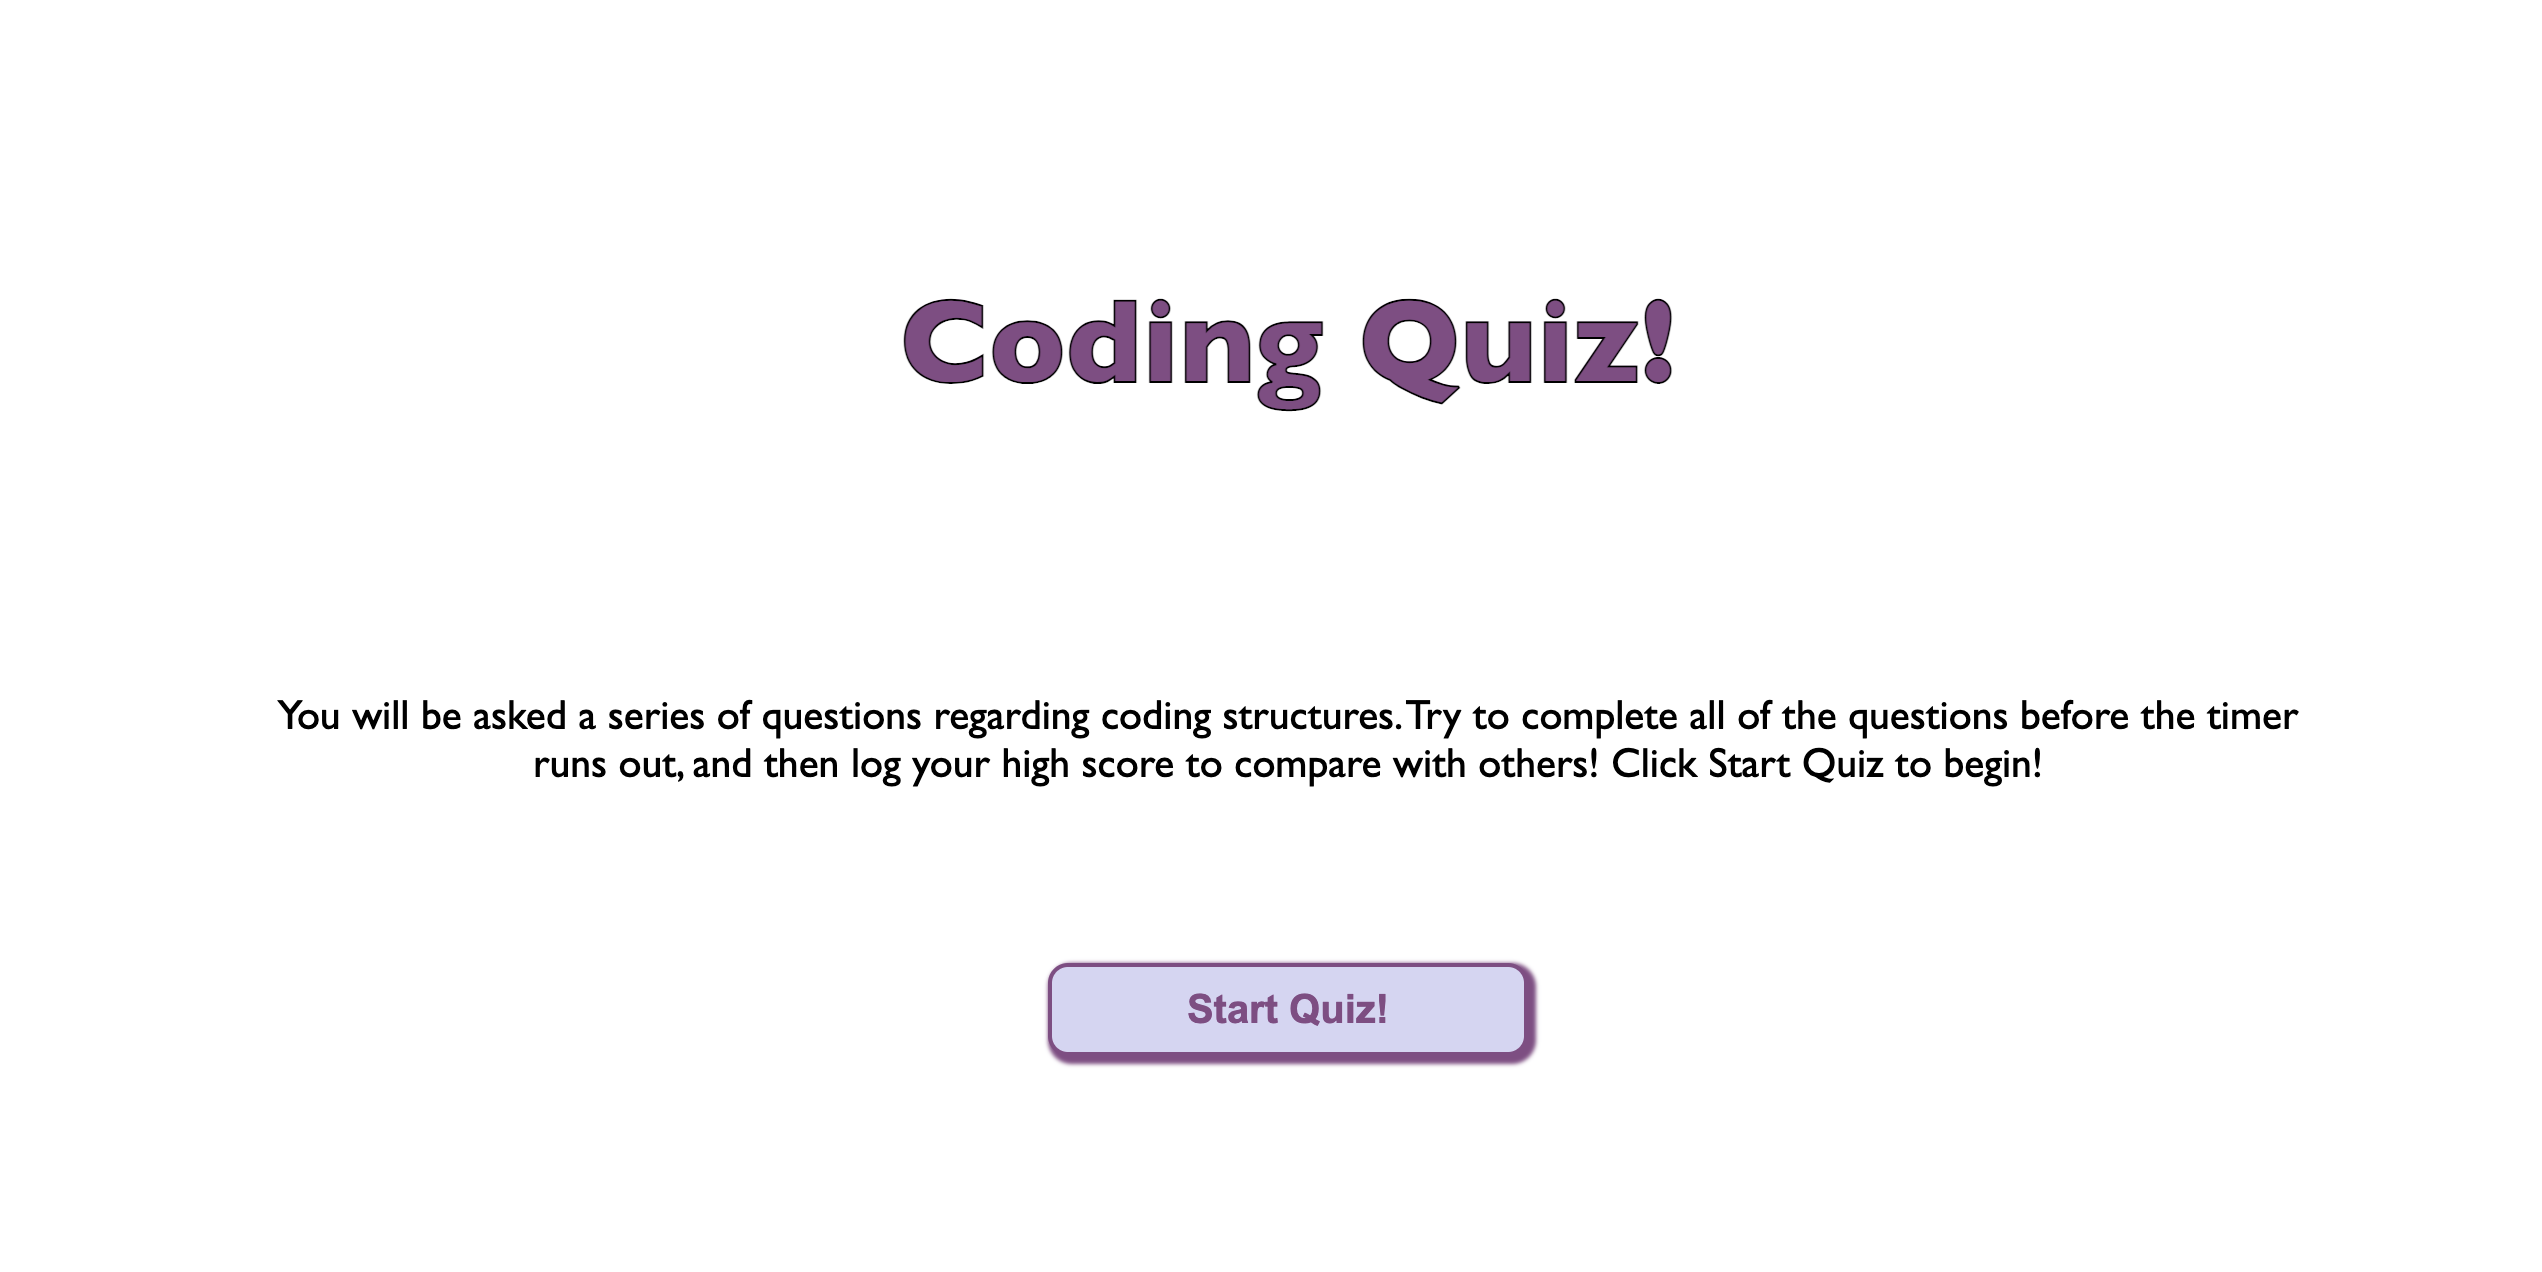 Coding Quiz!
You will be asked a series of questions regarding coding structures. Try to complete all of the questions before the timer
runs out, and then log your high score to compare with others! Click Start Quiz to begin!
Start Quiz!